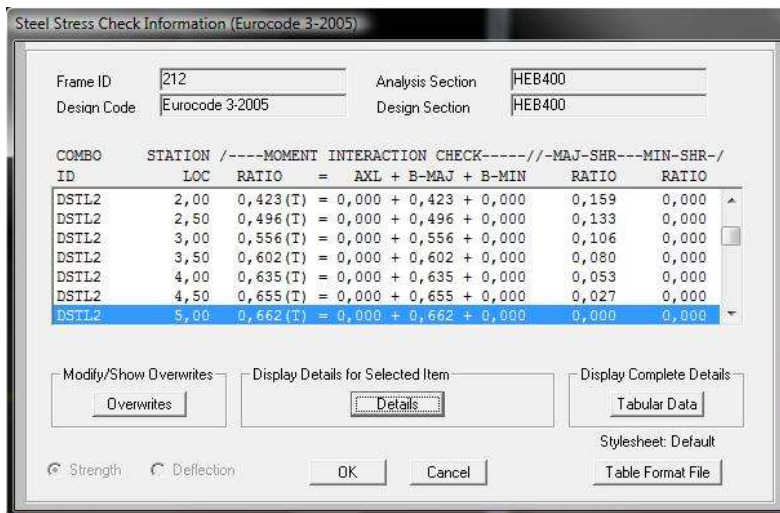 Steel Stress Check Information (Eurocode 3-2005)
Frame ID 212 Analysis Section HEB400
Design Code Eurocode 3-2005 Design Section HEB400
COMBO STATION /----MOMENT INTERACTION CHECK-----//-MAJ-SHR---MIN-SHR-/
ID LOC RATIO = AXL + B-MAJ + B-MIN RATIO RATIO
DSTL2 2,00 0,423(T) = 0,000 + 0,423 + 0,000 0,159 0,000
DSTL2 2,50 0,496(T) = 0,000 + 0,496 + 0,000 0,133 0,000
DSTL2 3,00 0,556(T) = 0,000 + 0,556 + 0,000 0,106 0,000
DSTL2 3,50 0,602(T) = 0,000 + 0,602 + 0,000 0,080 0,000
DSTL2 4,00 0,635(T) = 0,000 + 0,635 + 0,000 0,053 0,000
DSTL2 4,50 0,655(T) = 0,000 + 0,655 + 0,000 0,027 0,000
DSTL2 5,00 0,662(T) = 0,000 + 0,662 + 0,000 0,000 0,000
Modify/Show Overwrites Display Details for Selected Item Display Complete Details
Overwrites Details Tabular Data
Stylesheet: Default
Strength Deflection OK Cancel Table Format File